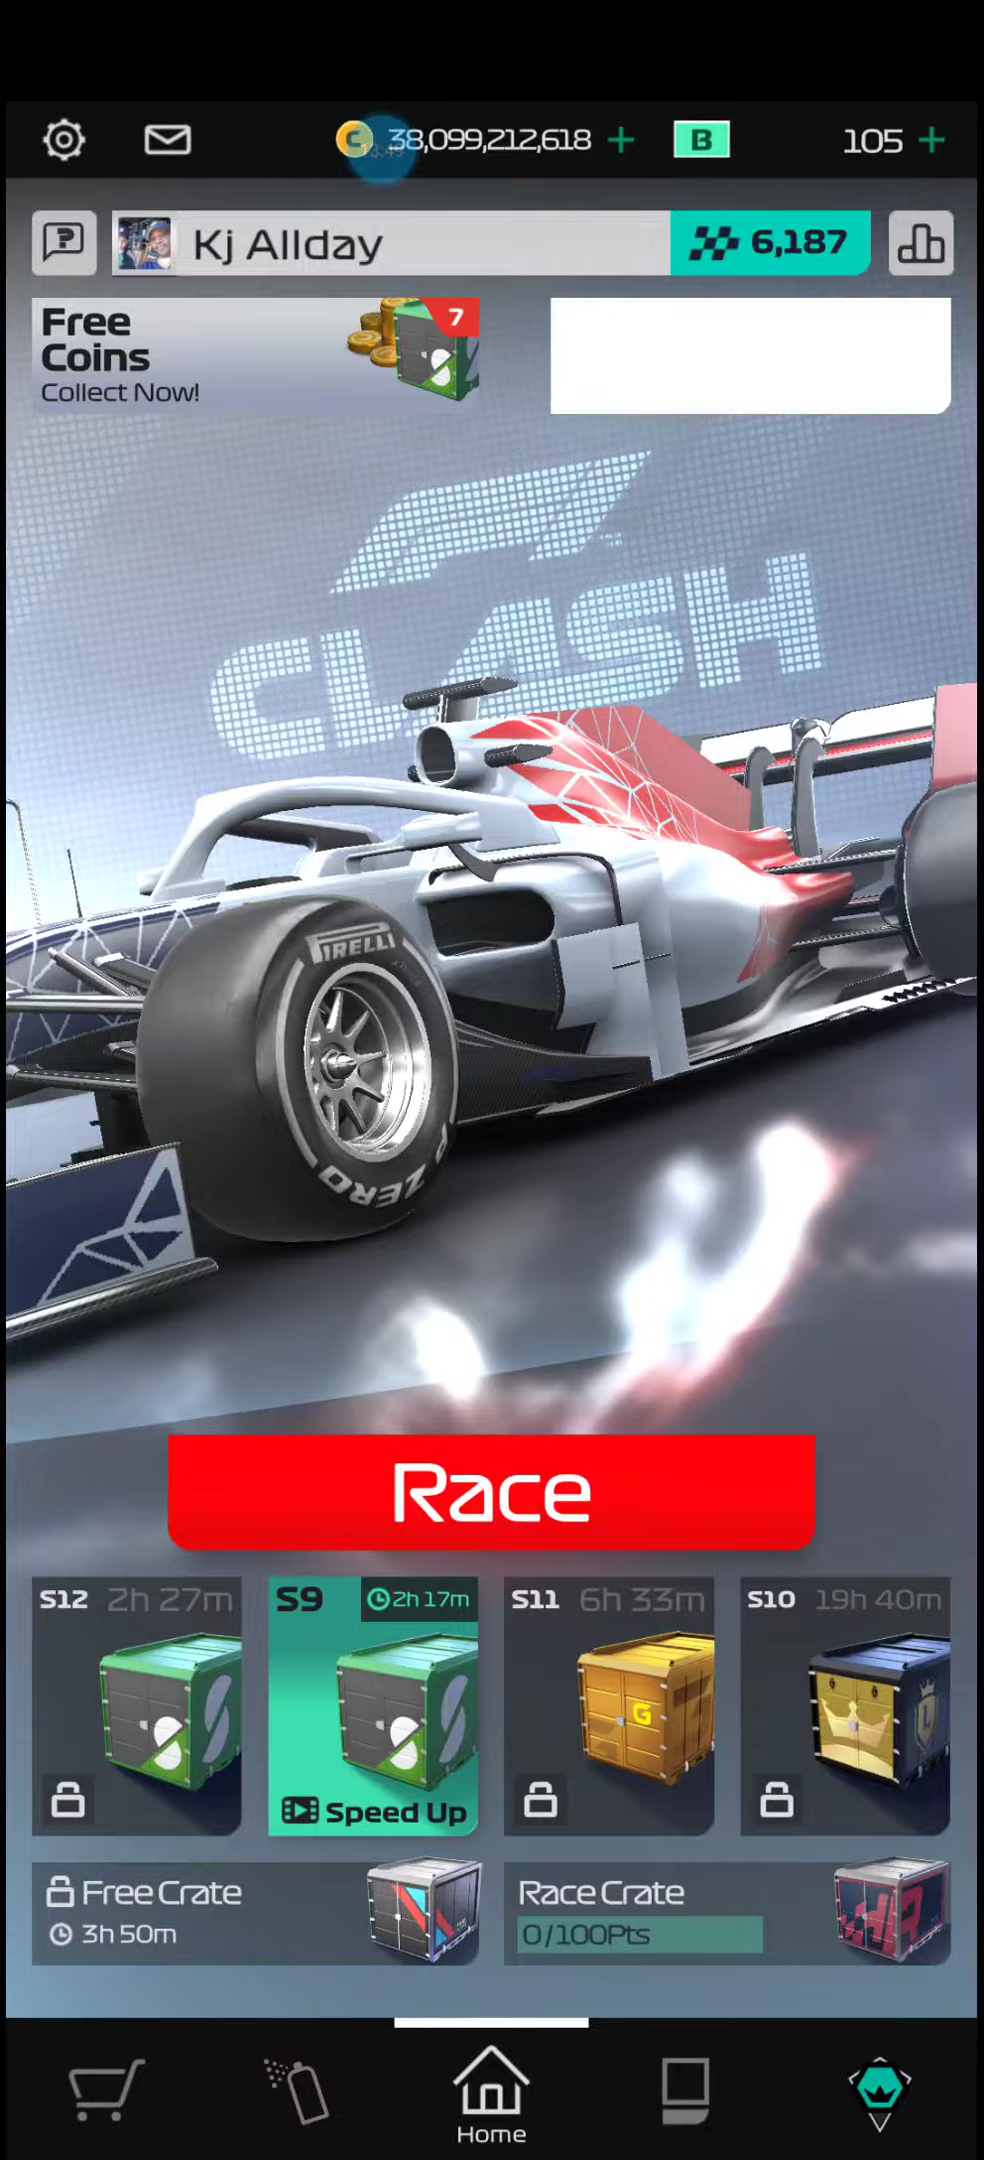 38,099,212,618
B
105
Kj Allday
6,187
Free
Coins
Collect Now!
7
CLASH
PIRELLI
P ZERO
Race
S12 2h 27m
S9 2h 17m
Speed Up
S11 6h 33m
G
S10 19h 40m
L
Free Crate
3h 50m
Race Crate
0/100Pts
Home